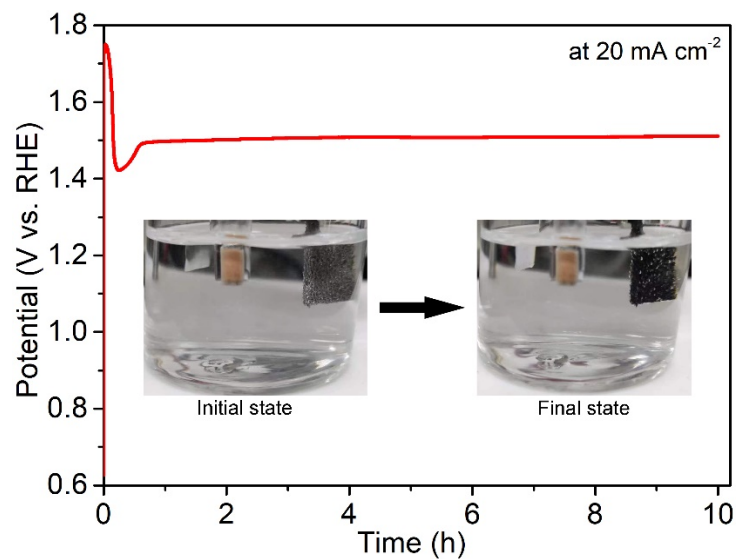 at 20 mA cm⁻²
Potential (V vs. RHE)
1.8
1.6
1.4
1.2
1.0
0.8
0.6
Initial state
Final state
0 2 4 6 8 10
Time (h)